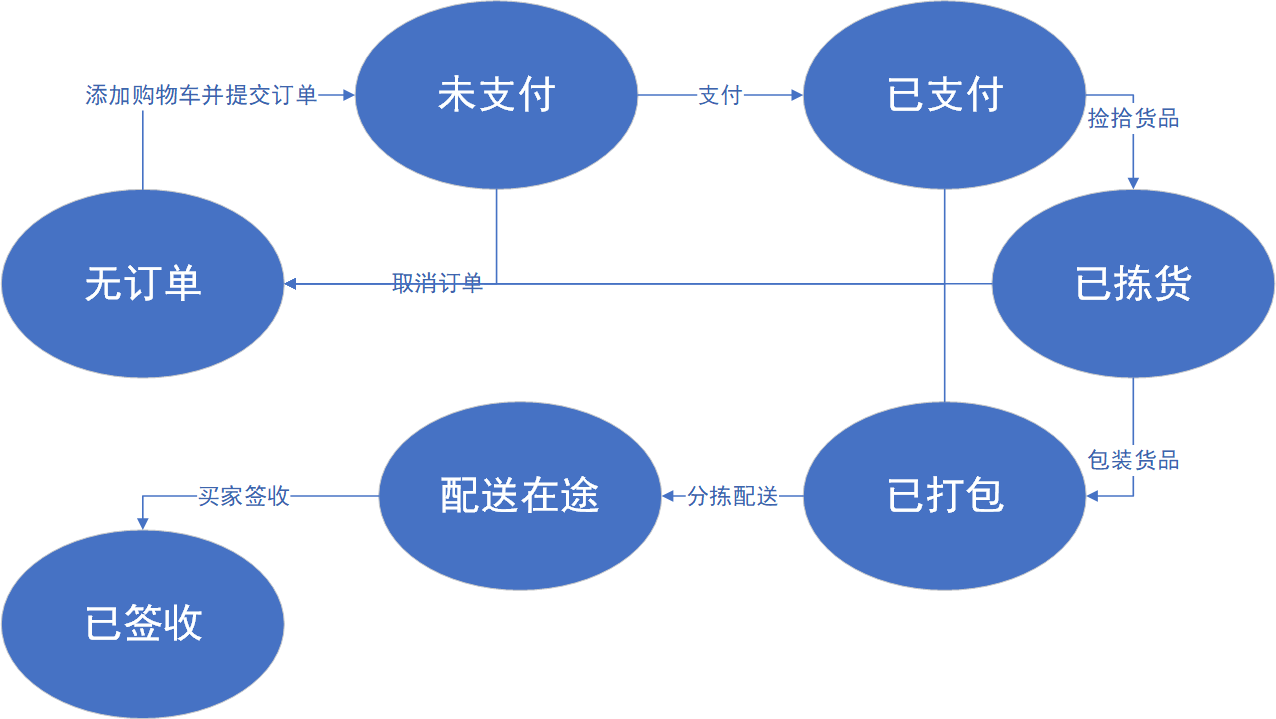 添加购物车并提交订单
未支付
支付
已支付
捡拾货品
无订单
取消订单
已拣货
包装货品
已打包
分拣配送
配送在途
买家签收
已签收